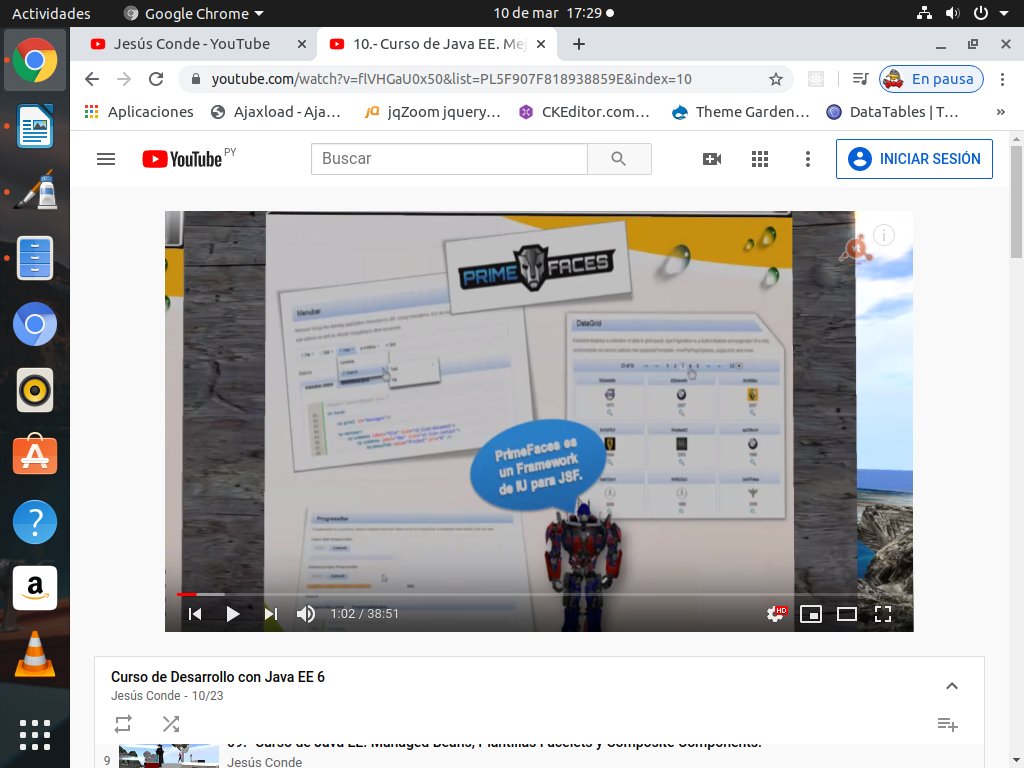 Actividades
Google Chrome
10 de mar 17:29
Jesús Conde - YouTube
10.- Curso de Java EE. Mej
youtube.com/watch?v=flVHGaU0x50&list=PL5F907F818938859E&index=10
En pausa
Aplicaciones
Ajaxload - Aja...
jqZoom jquery...
CKEditor.com...
Theme Garden...
DataTables | T...
»
YouTube PY
Buscar
INICIAR SESIÓN
PRIME FACES
Menubar
DataGrid
PrimeFaces es
un Framework
de IU para JSF.
ProgressBar
1:02 / 38:51
HD
Curso de Desarrollo con Java EE 6
Jesús Conde - 10/23
9
09.- Curso de Java EE. Managed Beans, Plantillas Facelets y Composite Components.
Jesús Conde